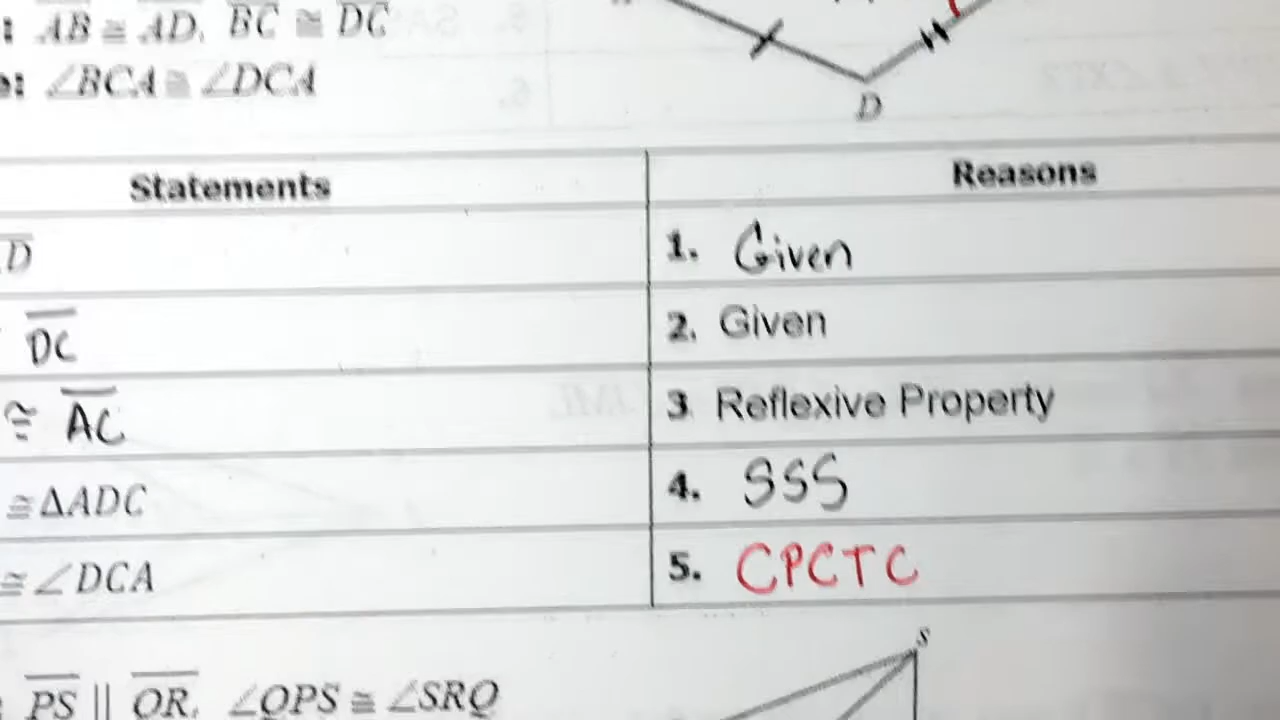 : AB ≅ AD, BC ≅ DC
: ∠BCA ≅ ∠DCA
D
Statements Reasons
D 1. Given
DC 2. Given
≅ AC 3 Reflexive Property
≅ ΔADC 4. SSS
≅ ∠DCA 5. CPCTC
S
PS || QR, ∠QPS ≅ ∠SRQ